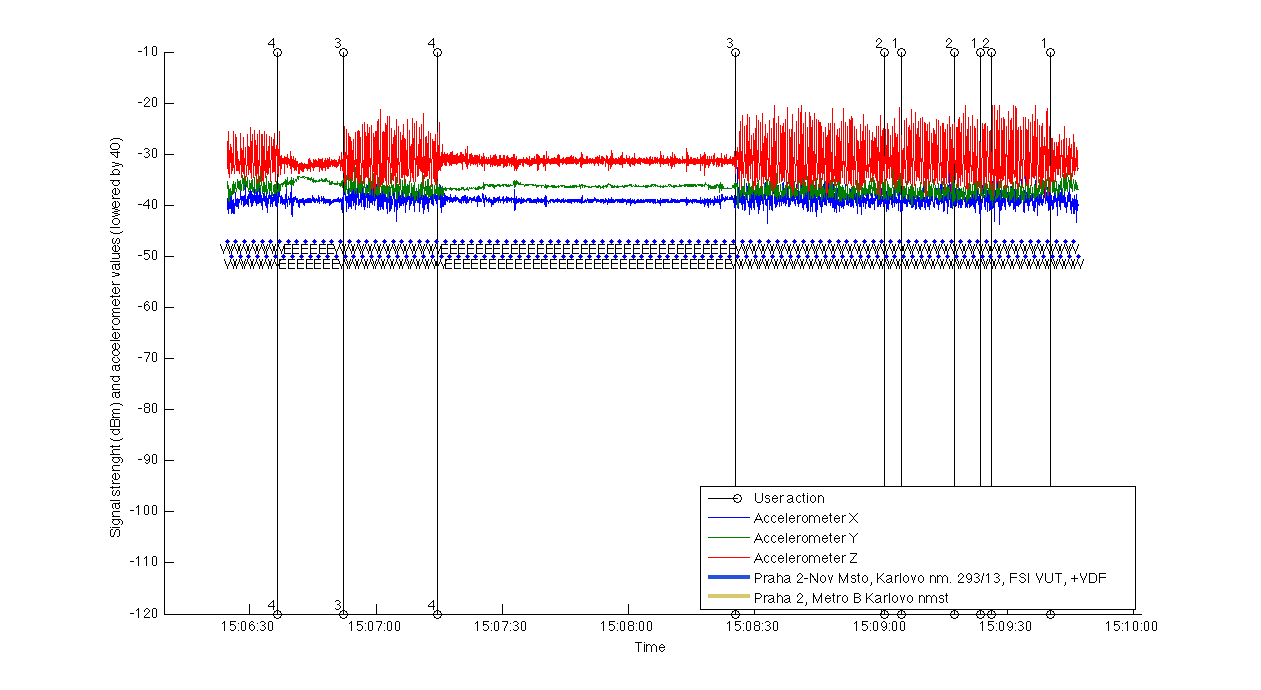 4 3 4 3 2 1 2 1 2 1
-10
-20
-30
-40
-50
-60
-70
-80
-90
-100
-110
-120
Signal strenght (dBm) and accelerometer values (lowered by 40)
User action
Accelerometer X
Accelerometer Y
Accelerometer Z
Praha 2-Nov Msto, Karlovo nm. 293/13, FSI VUT, +VDF
Praha 2, Metro B Karlovo nmst
4 3 4
15:06:30 15:07:00 15:07:30 15:08:00 15:08:30 15:09:00 15:09:30 15:10:00
Time